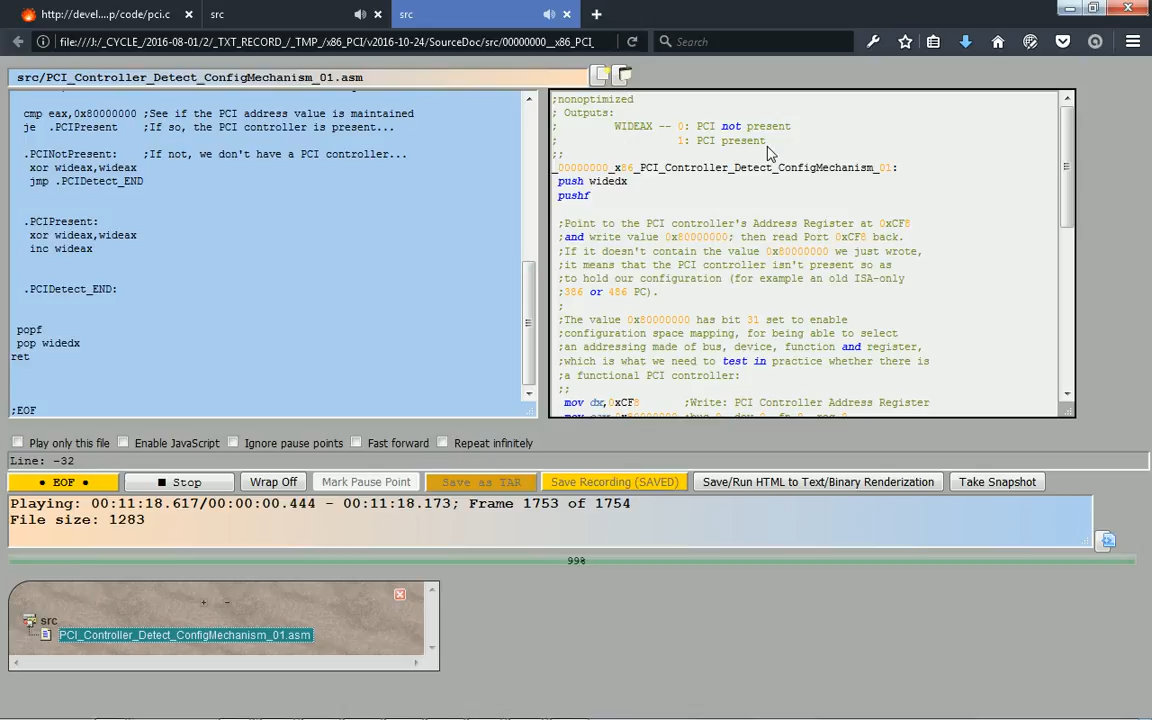 http://devel....p/code/pci.c
src
src
file:///J:/_CYCLE_/2016-08-01/2/_TXT_RECORD_/_TMP_/x86_PCI/v2016-10-24/SourceDoc/src/00000000__x86_PCI_
Search
src/PCI_Controller_Detect_ConfigMechanism_01.asm
cmp eax,0x80000000 ;See if the PCI address value is maintained
je .PCIPresent ;If so, the PCI controller is present...
.PCINotPresent: ;If not, we don't have a PCI controller...
xor wideax,wideax
jmp .PCIDetect_END
.PCIPresent:
xor wideax,wideax
inc wideax
.PCIDetect_END:
popf
pop widedx
ret
;EOF
;nonoptimized
; Outputs:
; WIDEAX -- 0: PCI not present
; 1: PCI present
;;
_00000000_x86_PCI_Controller_Detect_ConfigMechanism_01:
push widedx
pushf
;Point to the PCI controller's Address Register at 0xCF8
;and write value 0x80000000; then read Port 0xCF8 back.
;If it doesn't contain the value 0x80000000 we just wrote,
;it means that the PCI controller isn't present so as
;to hold our configuration (for example an old ISA-only
;386 or 486 PC).
;
;The value 0x80000000 has bit 31 set to enable
;configuration space mapping, for being able to select
;an addressing made of bus, device, function and register,
;which is what we need to test in practice whether there is
;a functional PCI controller:
;;
mov dx,0xCF8 ;Write: PCI Controller Address Register
Play only this file
Enable JavaScript
Ignore pause points
Fast forward
Repeat infinitely
Line: -32
● EOF ●
■ Stop
Wrap Off
Mark Pause Point
Save as TAR
Save Recording (SAVED)
Save/Run HTML to Text/Binary Renderization
Take Snapshot
Playing: 00:11:18.617/00:00:00.444 - 00:11:18.173; Frame 1753 of 1754
File size: 1283
99%
+ -
src
PCI_Controller_Detect_ConfigMechanism_01.asm